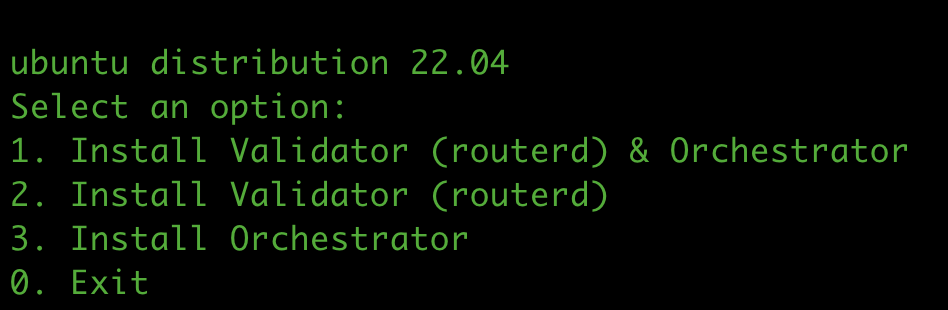 ubuntu distribution 22.04
Select an option:
1. Install Validator (routerd) & Orchestrator
2. Install Validator (routerd)
3. Install Orchestrator
0. Exit